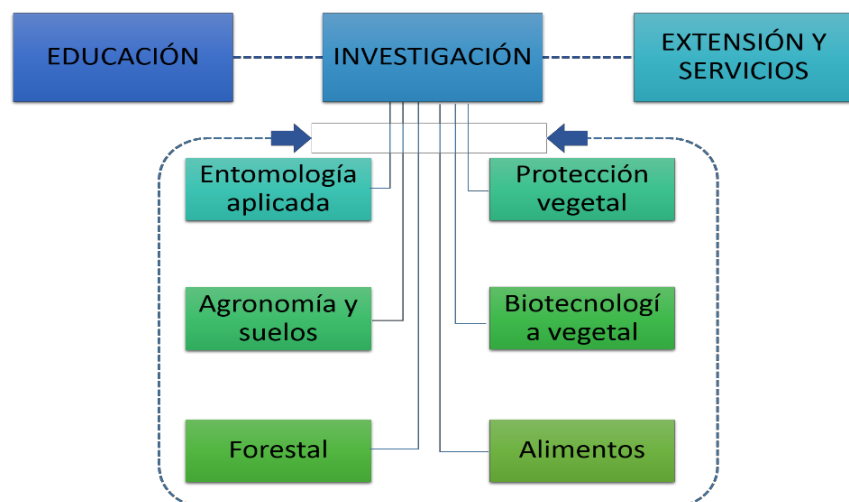 EDUCACIÓN
INVESTIGACIÓN
EXTENSIÓN Y
SERVICIOS
Entomología
aplicada
Protección
vegetal
Agronomía y
suelos
Biotecnologí
a vegetal
Forestal
Alimentos